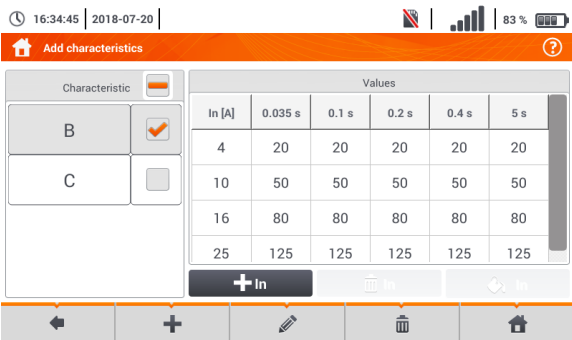 16:34:45 2018-07-20 83 %
Add characteristics ?
Characteristic Values
In [A] 0.035 s 0.1 s 0.2 s 0.4 s 5 s
B
4 20 20 20 20 20
C
10 50 50 50 50 50
16 80 80 80 80 80
25 125 125 125 125 125
In In In